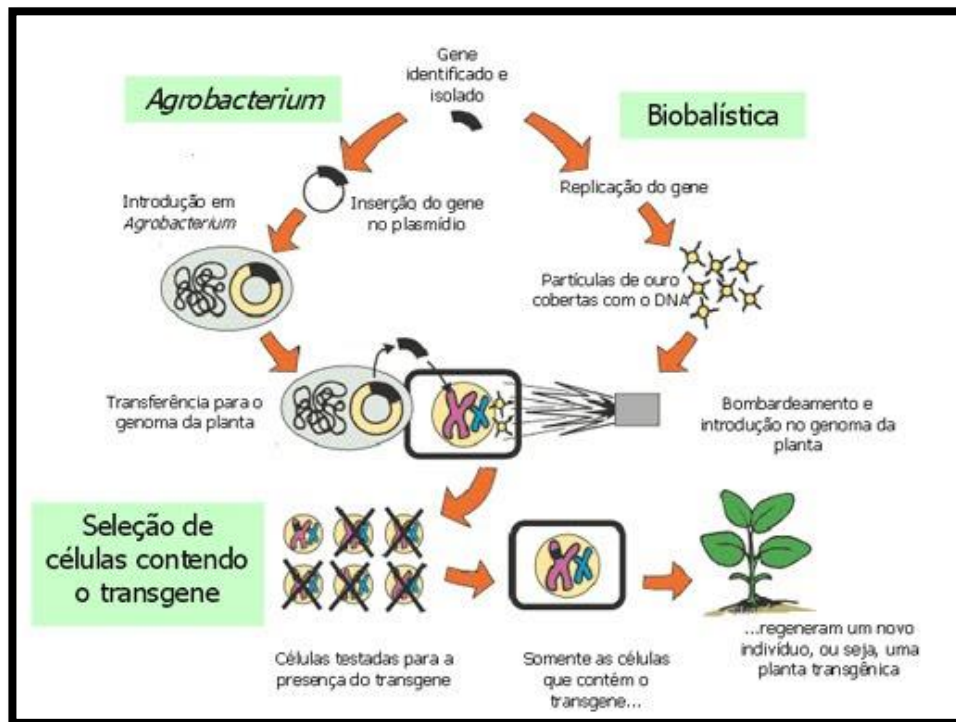 Gene
identificado e
isolado
Agrobacterium
Biobalística
Introdução em
Agrobacterium
Inserção do gene
no plasmídio
Replicação do gene
Partículas de ouro
cobertas com o DNA
Transferência para o
genoma da planta
Bombardeamento e
introdução no genoma da
planta
Seleção de
células contendo
o transgene
Células testadas para a
presença do transgene
Somente as células
que contém o
transgene...
...regeneram um novo
indivíduo, ou seja, uma
planta transgênica